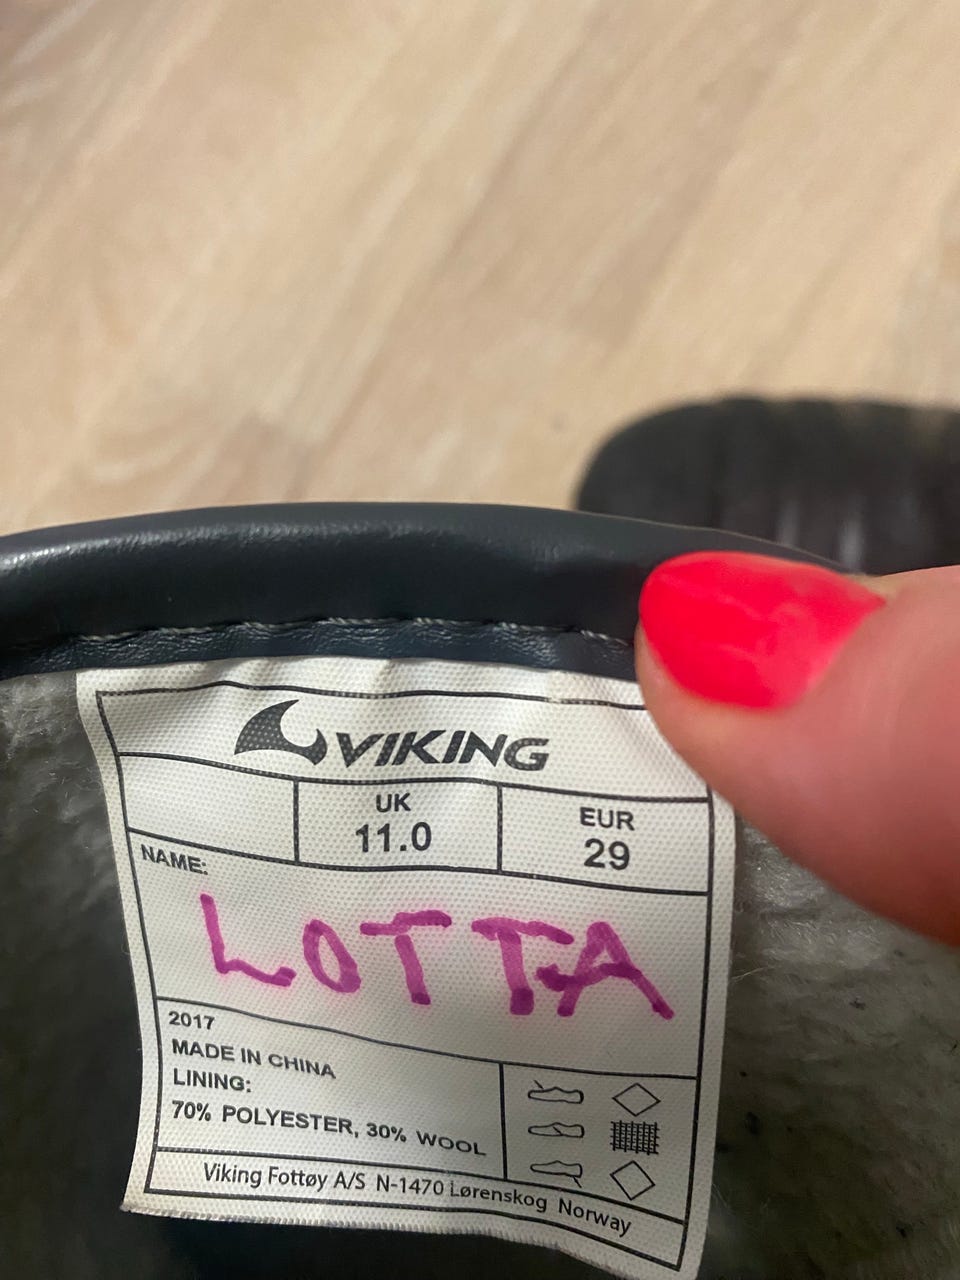 VIKING
UK
11.0
EUR
29
NAME:
LOTTA
2017
MADE IN CHINA
LINING:
70% POLYESTER, 30% WOOL
Viking Fottøy A/S N-1470 Lørenskog Norway